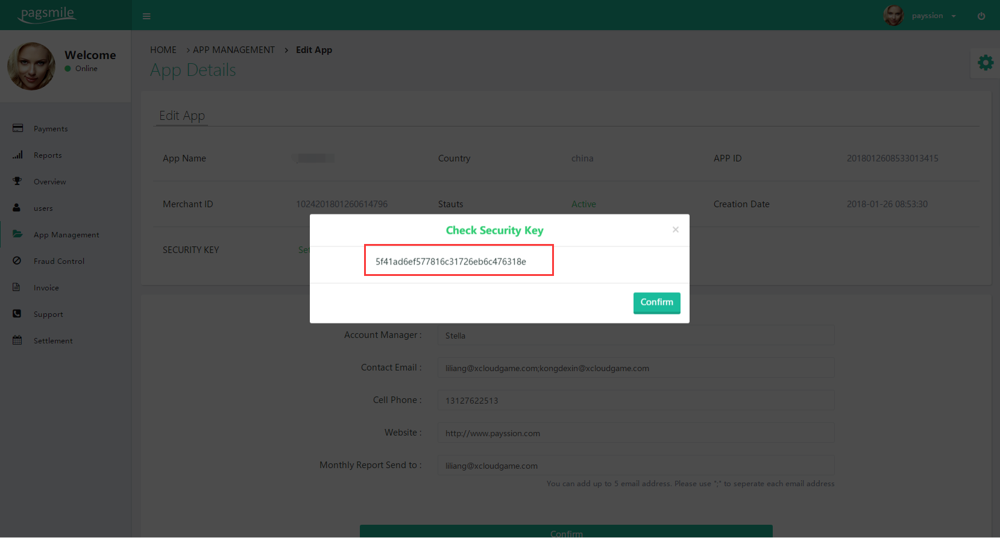 pagsmile
payssion
Welcome
Online
HOME > APP MANAGEMENT > Edit App
App Details
Payments
Reports
Overview
users
App Management
Fraud Control
Invoice
Support
Settlement
Edit App
App Name
Country china
APP ID 2018012608533013415
Merchant ID 1024201801260614796
Stauts Active
Creation Date 2018-01-26 08:53:30
SECURITY KEY
Check Security Key ×
5f41ad6ef577816c31726eb6c476318e
Confirm
Account Manager : Stella
Contact Email : liliang@xcloudgame.com;kongdexin@xcloudgame.com
Cell Phone : 13127622513
Website : http://www.payssion.com
Monthly Report Send to : liliang@xcloudgame.com
You can add up to 5 email address. Please use ";" to seperate each email address
Confirm